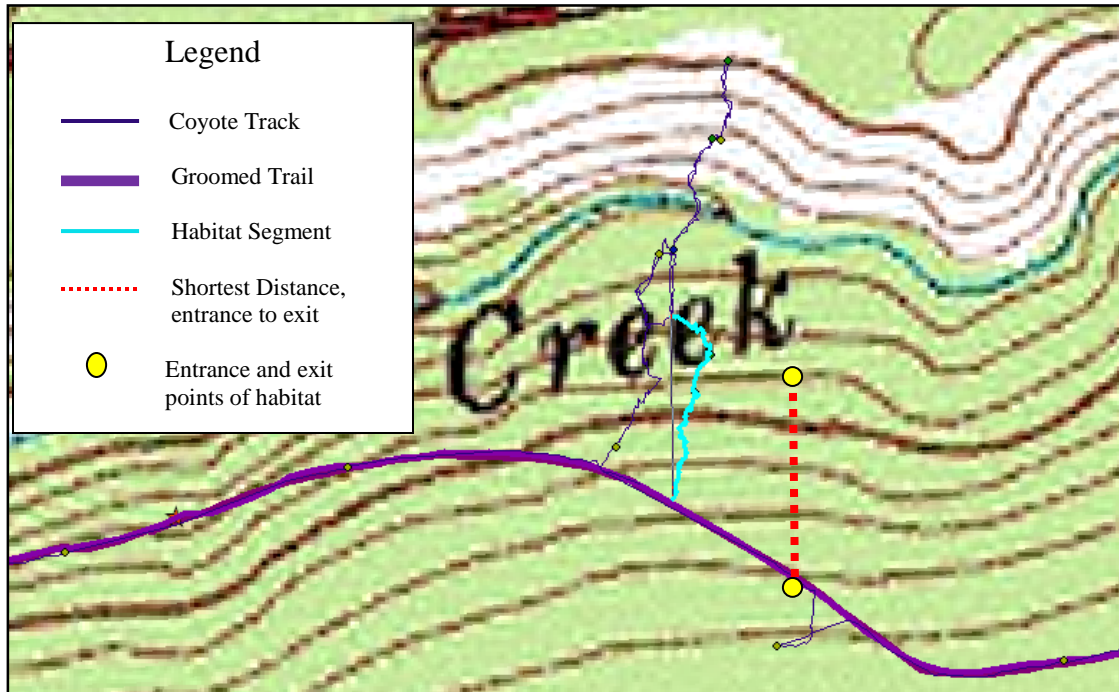 Legend
Coyote Track
Groomed Trail
Habitat Segment
Shortest Distance,
entrance to exit
Entrance and exit
points of habitat
Creek